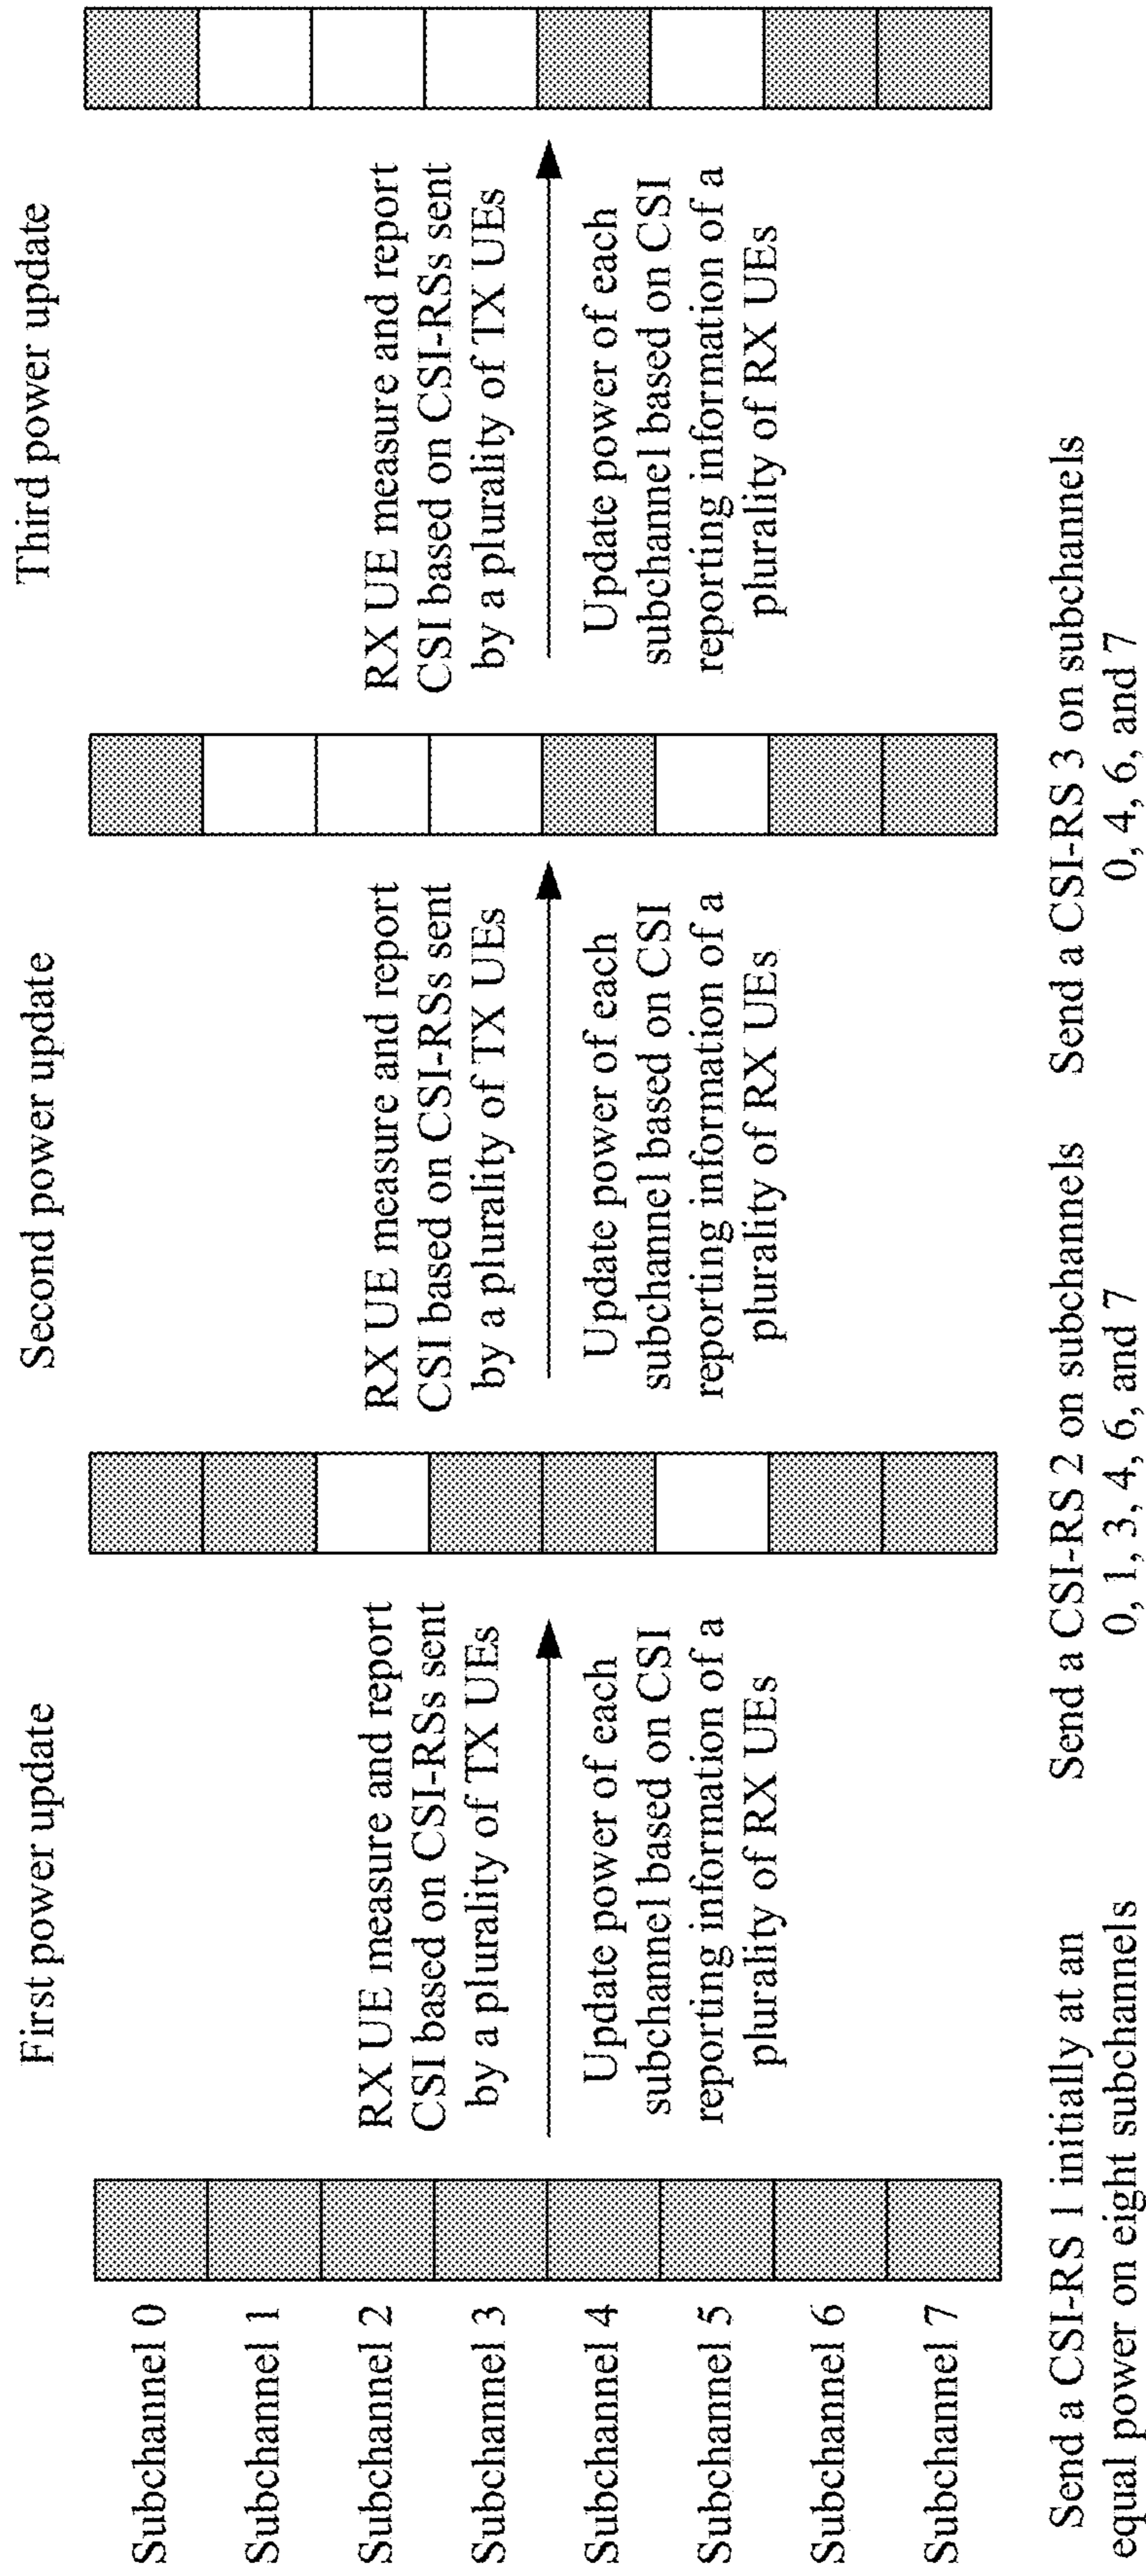 First power update
Second power update
Third power update
Subchannel 0
Subchannel 1
Subchannel 2
Subchannel 3
Subchannel 4
Subchannel 5
Subchannel 6
Subchannel 7
RX UE measure and report
CSI based on CSI-RSs sent
by a plurality of TX UEs
Update power of each
subchannel based on CSI
reporting information of a
plurality of RX UEs
RX UE measure and report
CSI based on CSI-RSs sent
by a plurality of TX UEs
Update power of each
subchannel based on CSI
reporting information of a
plurality of RX UEs
RX UE measure and report
CSI based on CSI-RSs sent
by a plurality of TX UEs
Update power of each
subchannel based on CSI
reporting information of a
plurality of RX UEs
Send a CSI-RS 1 initially at an
equal power on eight subchannels
Send a CSI-RS 2 on subchannels
0, 1, 3, 4, 6, and 7
Send a CSI-RS 3 on subchannels
0, 4, 6, and 7